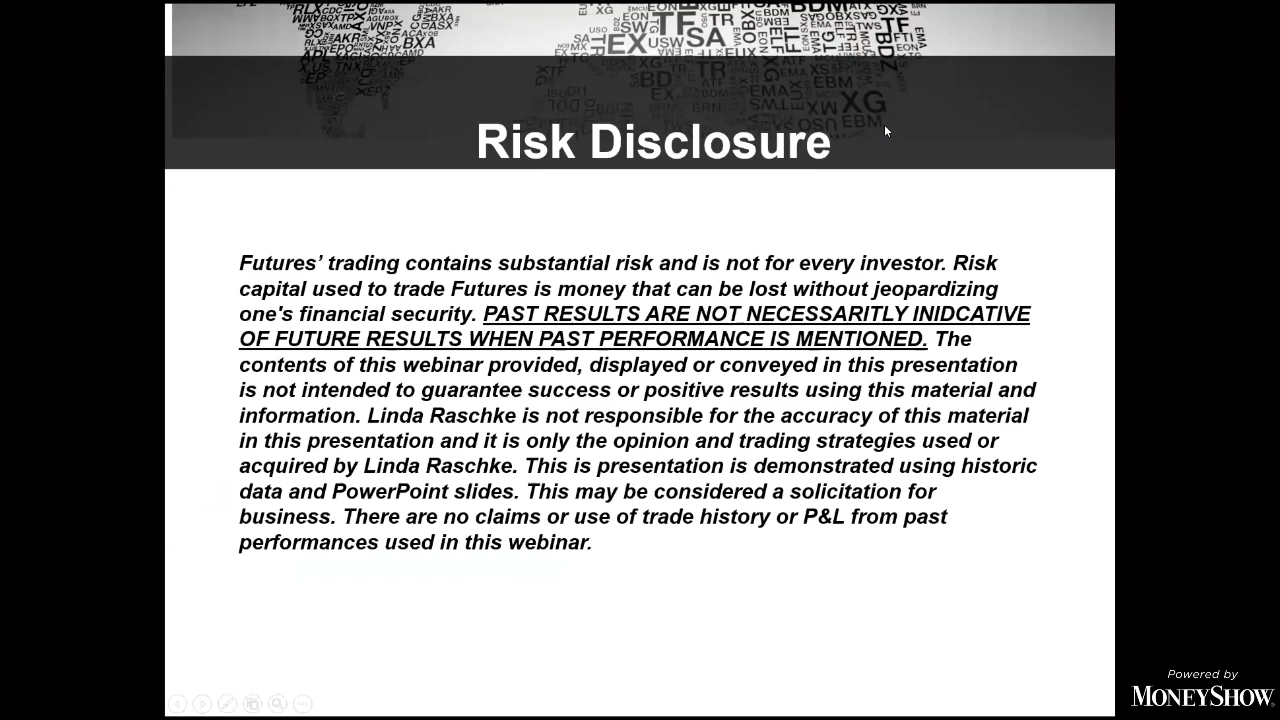 Risk Disclosure
Futures’ trading contains substantial risk and is not for every investor. Risk
capital used to trade Futures is money that can be lost without jeopardizing
one's financial security. PAST RESULTS ARE NOT NECESSARITLY INIDCATIVE
OF FUTURE RESULTS WHEN PAST PERFORMANCE IS MENTIONED. The
contents of this webinar provided, displayed or conveyed in this presentation
is not intended to guarantee success or positive results using this material and
information. Linda Raschke is not responsible for the accuracy of this material
in this presentation and it is only the opinion and trading strategies used or
acquired by Linda Raschke. This is presentation is demonstrated using historic
data and PowerPoint slides. This may be considered a solicitation for
business. There are no claims or use of trade history or P&L from past
performances used in this webinar.
Powered by
MONEYSHOW